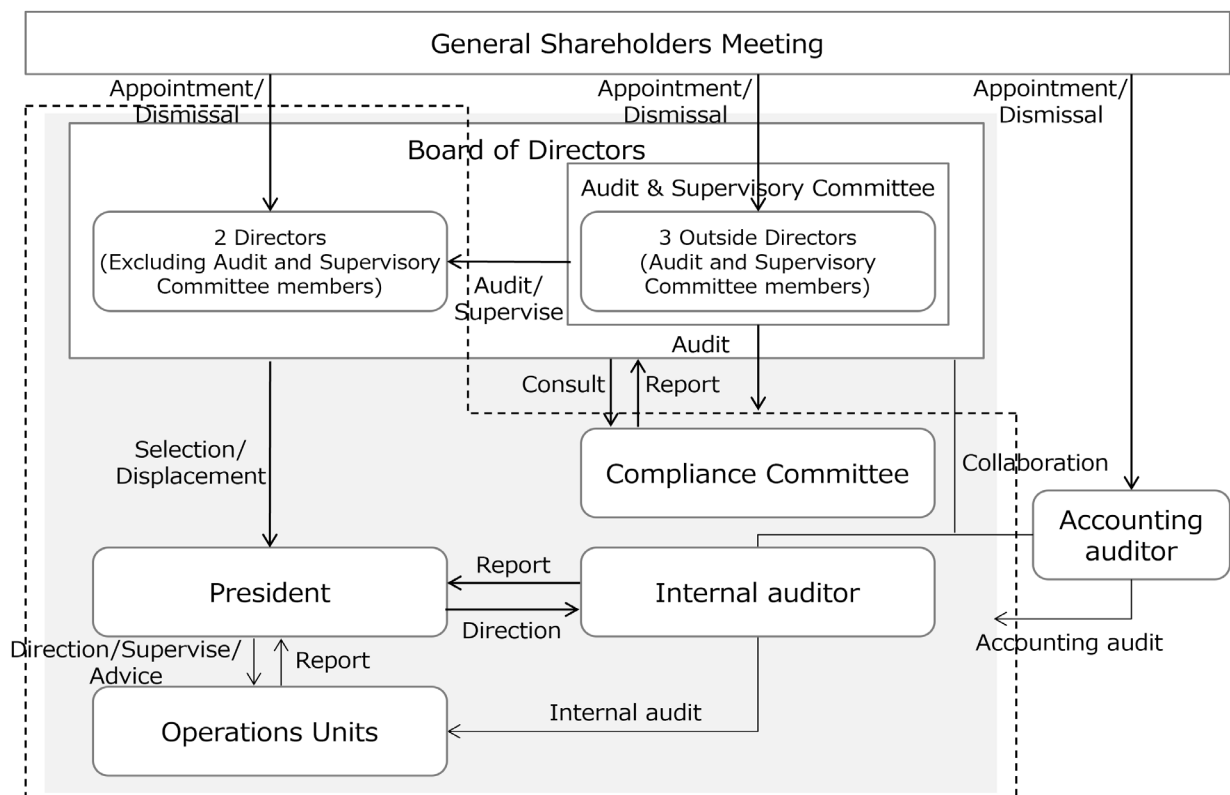 General Shareholders Meeting
Appointment/
Dismissal
Appointment/
Dismissal
Appointment/
Dismissal
Board of Directors
Audit & Supervisory Committee
2 Directors
(Excluding Audit and Supervisory
Committee members)
3 Outside Directors
(Audit and Supervisory
Committee members)
Audit/
Supervise
Audit
Consult
Report
Selection/
Displacement
Compliance Committee
Collaboration
Accounting
auditor
President
Report
Direction
Internal auditor
Accounting audit
Direction/Supervise/
Advice
Report
Operations Units
Internal audit